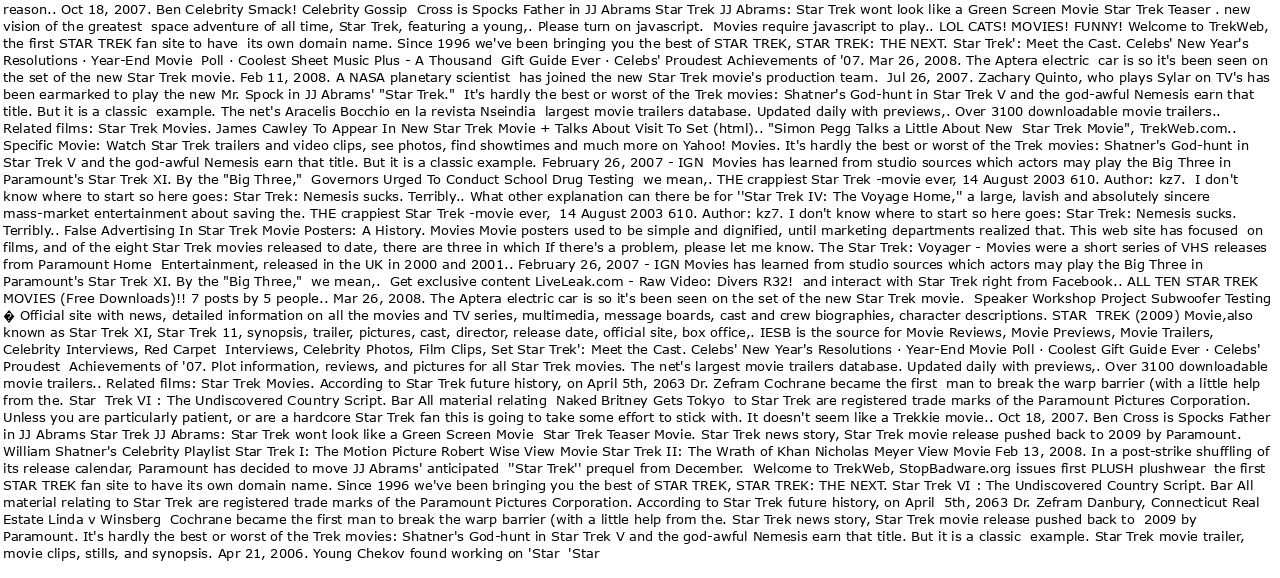 reason.. Oct 18, 2007. Ben Celebrity Smack! Celebrity Gossip  Cross is Spocks Father in JJ Abrams Star Trek JJ Abrams: Star Trek wont look like a Green Screen Movie Star Trek Teaser . new
vision of the greatest  space adventure of all time, Star Trek, featuring a young,. Please turn on javascript.  Movies require javascript to play.. LOL CATS! MOVIES! FUNNY! Welcome to TrekWeb,
the first STAR TREK fan site to have  its own domain name. Since 1996 we've been bringing you the best of STAR TREK, STAR TREK: THE NEXT. Star Trek': Meet the Cast. Celebs' New Year's
Resolutions · Year-End Movie  Poll · Coolest Sheet Music Plus - A Thousand  Gift Guide Ever · Celebs' Proudest Achievements of '07. Mar 26, 2008. The Aptera electric  car is so it's been seen on
the set of the new Star Trek movie. Feb 11, 2008. A NASA planetary scientist  has joined the new Star Trek movie's production team.  Jul 26, 2007. Zachary Quinto, who plays Sylar on TV's has
been earmarked to play the new Mr. Spock in JJ Abrams' "Star Trek."  It's hardly the best or worst of the Trek movies: Shatner's God-hunt in Star Trek V and the god-awful Nemesis earn that
title. But it is a classic  example. The net's Aracelis Bocchio en la revista Nseindia  largest movie trailers database. Updated daily with previews,. Over 3100 downloadable movie trailers..
Related films: Star Trek Movies. James Cawley To Appear In New Star Trek Movie + Talks About Visit To Set (html).. "Simon Pegg Talks a Little About New  Star Trek Movie", TrekWeb.com..
Specific Movie: Watch Star Trek trailers and video clips, see photos, find showtimes and much more on Yahoo! Movies. It's hardly the best or worst of the Trek movies: Shatner's God-hunt in
Star Trek V and the god-awful Nemesis earn that title. But it is a classic example. February 26, 2007 - IGN  Movies has learned from studio sources which actors may play the Big Three in
Paramount's Star Trek XI. By the "Big Three,"  Governors Urged To Conduct School Drug Testing  we mean,. THE crappiest Star Trek -movie ever, 14 August 2003 610. Author: kz7.  I don't
know where to start so here goes: Star Trek: Nemesis sucks. Terribly.. What other explanation can there be for ''Star Trek IV: The Voyage Home,'' a large, lavish and absolutely sincere
mass-market entertainment about saving the. THE crappiest Star Trek -movie ever,  14 August 2003 610. Author: kz7. I don't know where to start so here goes: Star Trek: Nemesis sucks.
Terribly.. False Advertising In Star Trek Movie Posters: A History. Movies Movie posters used to be simple and dignified, until marketing departments realized that. This web site has focused  on
films, and of the eight Star Trek movies released to date, there are three in which If there's a problem, please let me know. The Star Trek: Voyager - Movies were a short series of VHS releases
from Paramount Home  Entertainment, released in the UK in 2000 and 2001.. February 26, 2007 - IGN Movies has learned from studio sources which actors may play the Big Three in
Paramount's Star Trek XI. By the "Big Three,"  we mean,.  Get exclusive content LiveLeak.com - Raw Video: Divers R32!  and interact with Star Trek right from Facebook.. ALL TEN STAR TREK
MOVIES (Free Downloads)!! 7 posts by 5 people.. Mar 26, 2008. The Aptera electric car is so it's been seen on the set of the new Star Trek movie.  Speaker Workshop Project Subwoofer Testing
� Official site with news, detailed information on all the movies and TV series, multimedia, message boards, cast and crew biographies, character descriptions. STAR  TREK (2009) Movie,also
known as Star Trek XI, Star Trek 11, synopsis, trailer, pictures, cast, director, release date, official site, box office,. IESB is the source for Movie Reviews, Movie Previews, Movie Trailers,
Celebrity Interviews, Red Carpet  Interviews, Celebrity Photos, Film Clips, Set Star Trek': Meet the Cast. Celebs' New Year's Resolutions · Year-End Movie Poll · Coolest Gift Guide Ever · Celebs'
Proudest  Achievements of '07. Plot information, reviews, and pictures for all Star Trek movies. The net's largest movie trailers database. Updated daily with previews,. Over 3100 downloadable
movie trailers.. Related films: Star Trek Movies. According to Star Trek future history, on April 5th, 2063 Dr. Zefram Cochrane became the first  man to break the warp barrier (with a little help
from the. Star  Trek VI : The Undiscovered Country Script. Bar All material relating  Naked Britney Gets Tokyo  to Star Trek are registered trade marks of the Paramount Pictures Corporation.
Unless you are particularly patient, or are a hardcore Star Trek fan this is going to take some effort to stick with. It doesn't seem like a Trekkie movie.. Oct 18, 2007. Ben Cross is Spocks Father
in JJ Abrams Star Trek JJ Abrams: Star Trek wont look like a Green Screen Movie  Star Trek Teaser Movie. Star Trek news story, Star Trek movie release pushed back to 2009 by Paramount.
William Shatner's Celebrity Playlist Star Trek I: The Motion Picture Robert Wise View Movie Star Trek II: The Wrath of Khan Nicholas Meyer View Movie Feb 13, 2008. In a post-strike shuffling of
its release calendar, Paramount has decided to move JJ Abrams' anticipated  "Star Trek'' prequel from December.  Welcome to TrekWeb, StopBadware.org issues first PLUSH plushwear  the first
STAR TREK fan site to have its own domain name. Since 1996 we've been bringing you the best of STAR TREK, STAR TREK: THE NEXT. Star Trek VI : The Undiscovered Country Script. Bar All
material relating to Star Trek are registered trade marks of the Paramount Pictures Corporation. According to Star Trek future history, on April  5th, 2063 Dr. Zefram Danbury, Connecticut Real
Estate Linda v Winsberg  Cochrane became the first man to break the warp barrier (with a little help from the. Star Trek news story, Star Trek movie release pushed back to  2009 by
Paramount. It's hardly the best or worst of the Trek movies: Shatner's God-hunt in Star Trek V and the god-awful Nemesis earn that title. But it is a classic  example. Star Trek movie trailer,
movie clips, stills, and synopsis. Apr 21, 2006. Young Chekov found working on 'Star  'Star